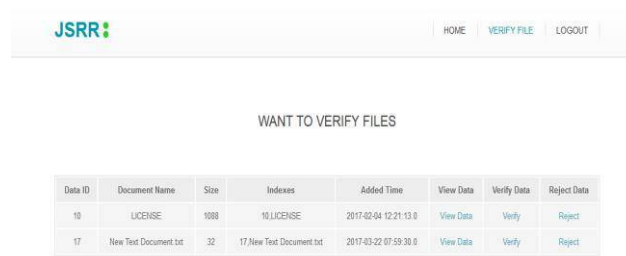 JSRR:
HOME VERIFY FILE LOGOUT
WANT TO VERIFY FILES
Data ID Document Name Size Indexes Added Time View Data Verify Data Reject Data
10 LICENSE 1088 10,LICENSE 2017-02-04 12:21:13.0 View Data Verify Reject
17 New Text Document.txt 32 17,New Text Document.txt 2017-03-22 07:59:30.0 View Data Verify Reject